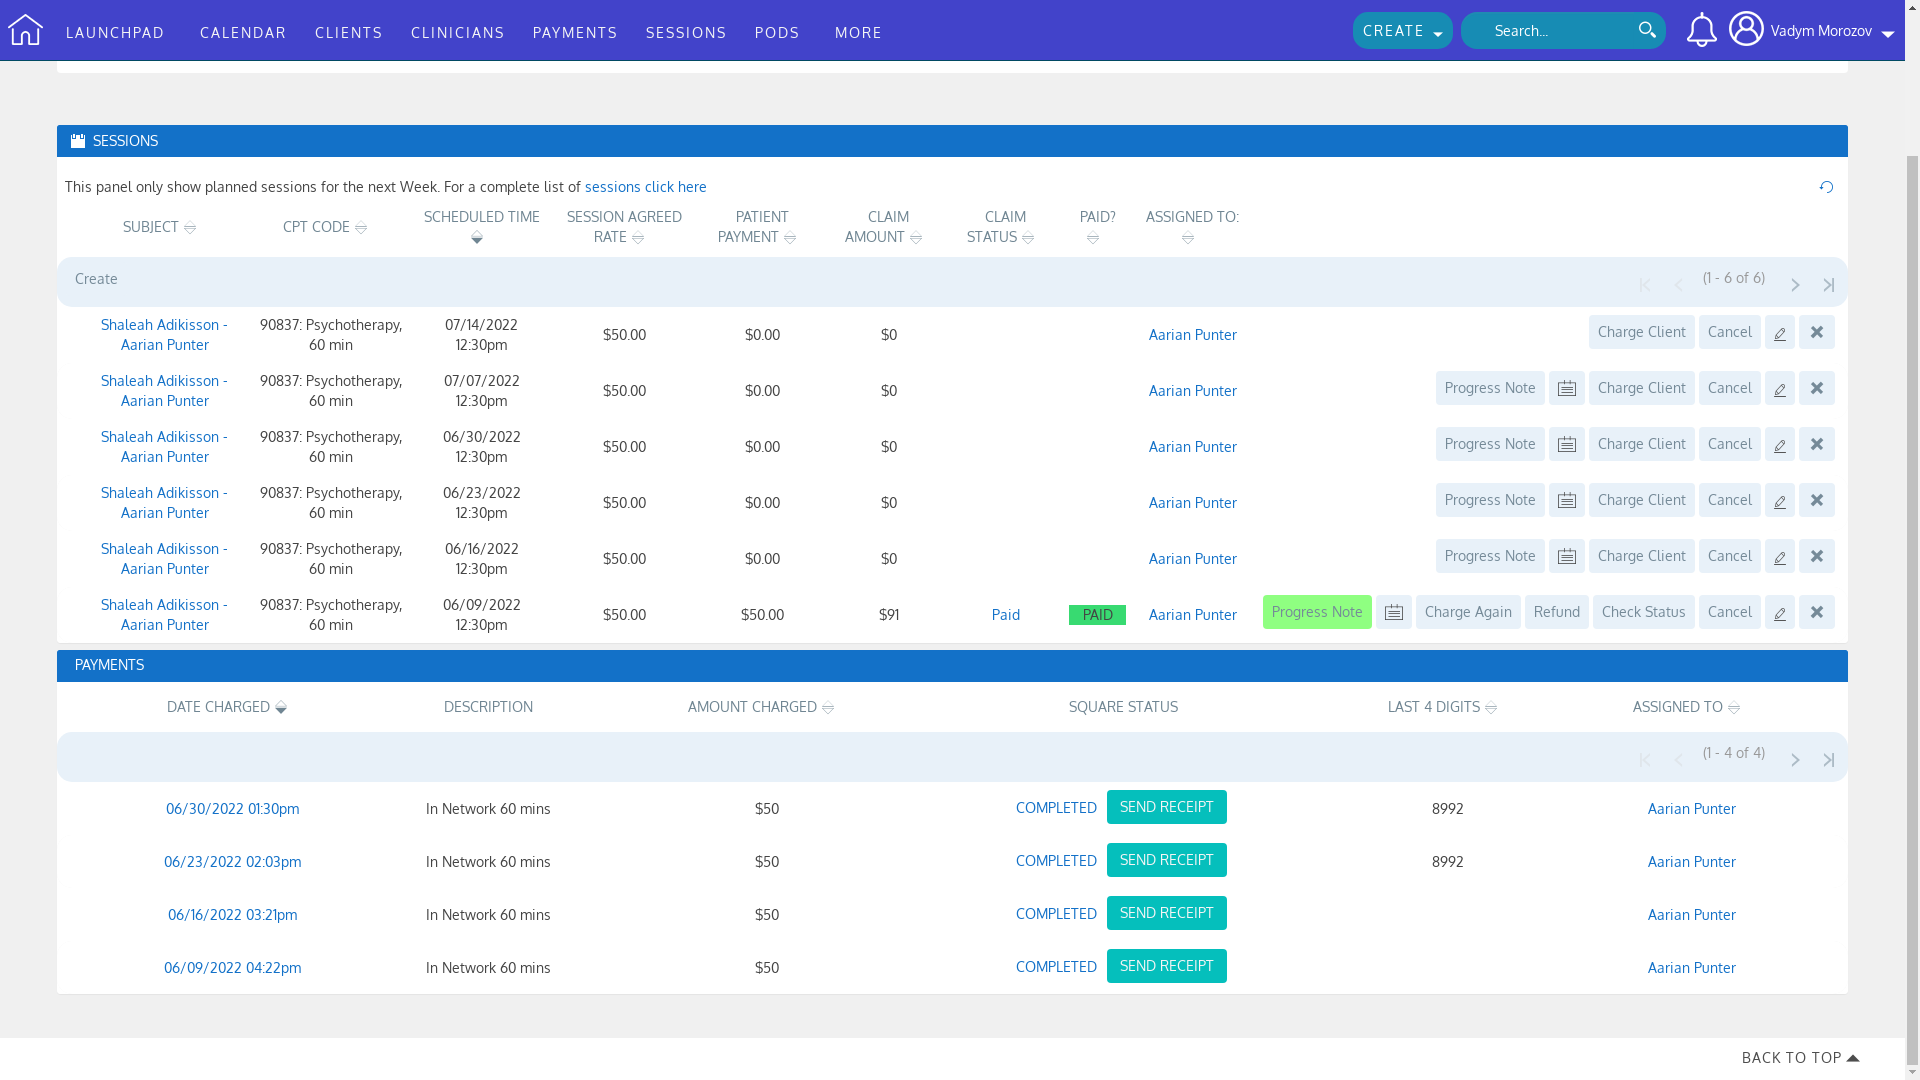 LAUNCHPAD CALENDAR CLIENTS CLINICIANS PAYMENTS SESSIONS PODS MORE CREATE Search... Vadym Morozov
SESSIONS
This panel only show planned sessions for the next Week. For a complete list of sessions click here
SUBJECT CPT CODE SCHEDULED TIME SESSION AGREED RATE PATIENT PAYMENT CLAIM AMOUNT CLAIM STATUS PAID? ASSIGNED TO:
Create (1 - 6 of 6)
Shaleah Adikisson - Aarian Punter 90837: Psychotherapy, 60 min 07/14/2022 12:30pm $50.00 $0.00 $0 Aarian Punter Charge Client Cancel
Shaleah Adikisson - Aarian Punter 90837: Psychotherapy, 60 min 07/07/2022 12:30pm $50.00 $0.00 $0 Aarian Punter Progress Note Charge Client Cancel
Shaleah Adikisson - Aarian Punter 90837: Psychotherapy, 60 min 06/30/2022 12:30pm $50.00 $0.00 $0 Aarian Punter Progress Note Charge Client Cancel
Shaleah Adikisson - Aarian Punter 90837: Psychotherapy, 60 min 06/23/2022 12:30pm $50.00 $0.00 $0 Aarian Punter Progress Note Charge Client Cancel
Shaleah Adikisson - Aarian Punter 90837: Psychotherapy, 60 min 06/16/2022 12:30pm $50.00 $0.00 $0 Aarian Punter Progress Note Charge Client Cancel
Shaleah Adikisson - Aarian Punter 90837: Psychotherapy, 60 min 06/09/2022 12:30pm $50.00 $50.00 $91 Paid PAID Aarian Punter Progress Note Charge Again Refund Check Status Cancel
PAYMENTS
DATE CHARGED DESCRIPTION AMOUNT CHARGED SQUARE STATUS LAST 4 DIGITS ASSIGNED TO
(1 - 4 of 4)
06/30/2022 01:30pm In Network 60 mins $50 COMPLETED SEND RECEIPT 8992 Aarian Punter
06/23/2022 02:03pm In Network 60 mins $50 COMPLETED SEND RECEIPT 8992 Aarian Punter
06/16/2022 03:21pm In Network 60 mins $50 COMPLETED SEND RECEIPT Aarian Punter
06/09/2022 04:22pm In Network 60 mins $50 COMPLETED SEND RECEIPT Aarian Punter
BACK TO TOP